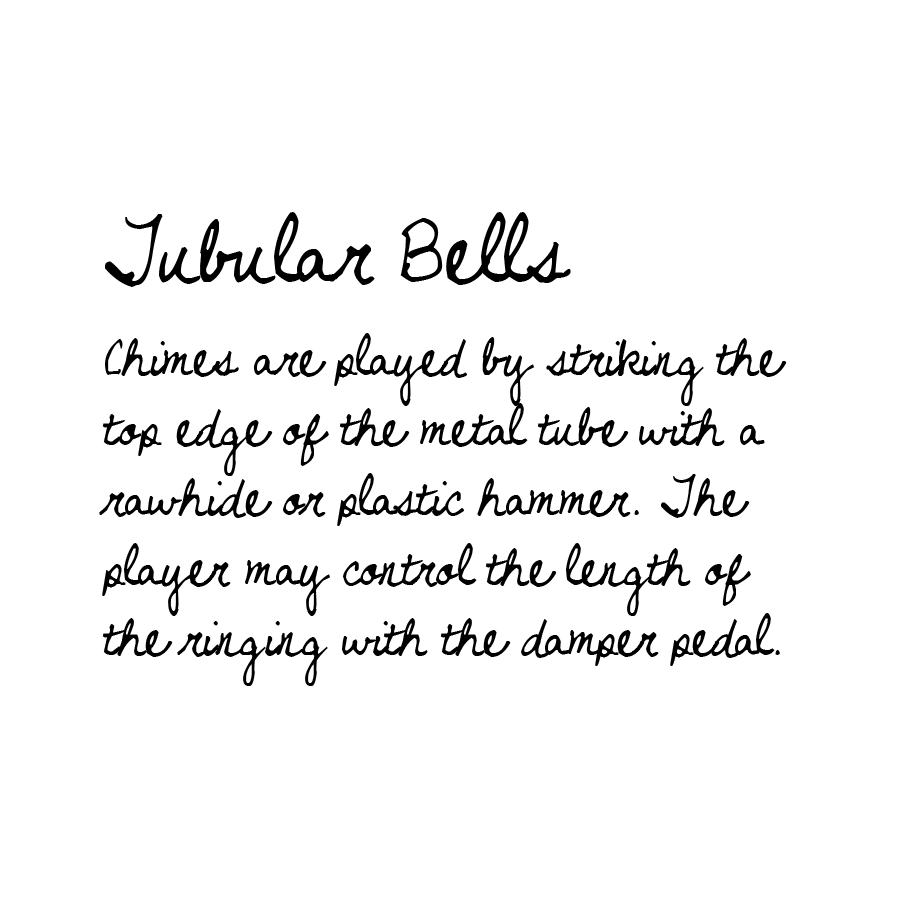 Tubular Bells
Chimes are played by striking the
top edge of the metal tube with a
rawhide or plastic hammer. The
player may control the length of
the ringing with the damper pedal.